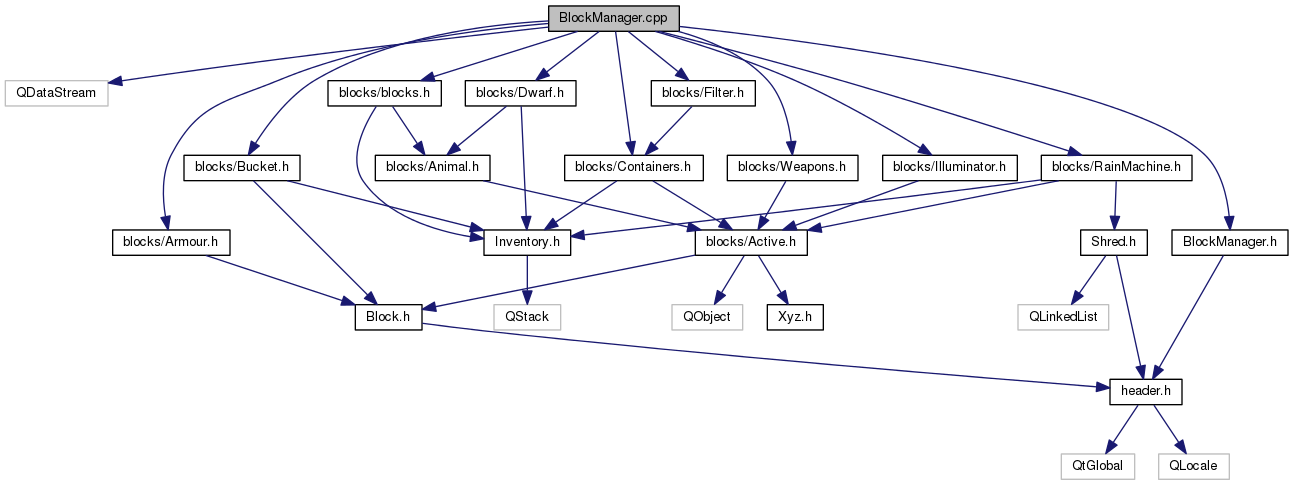 BlockManager.cpp
QDataStream
blocks/blocks.h
blocks/Dwarf.h
blocks/Filter.h
blocks/Bucket.h
blocks/Animal.h
blocks/Containers.h
blocks/Weapons.h
blocks/Illuminator.h
blocks/RainMachine.h
blocks/Armour.h
Inventory.h
blocks/Active.h
Shred.h
BlockManager.h
Block.h
QStack
QObject
Xyz.h
QLinkedList
header.h
QtGlobal
QLocale